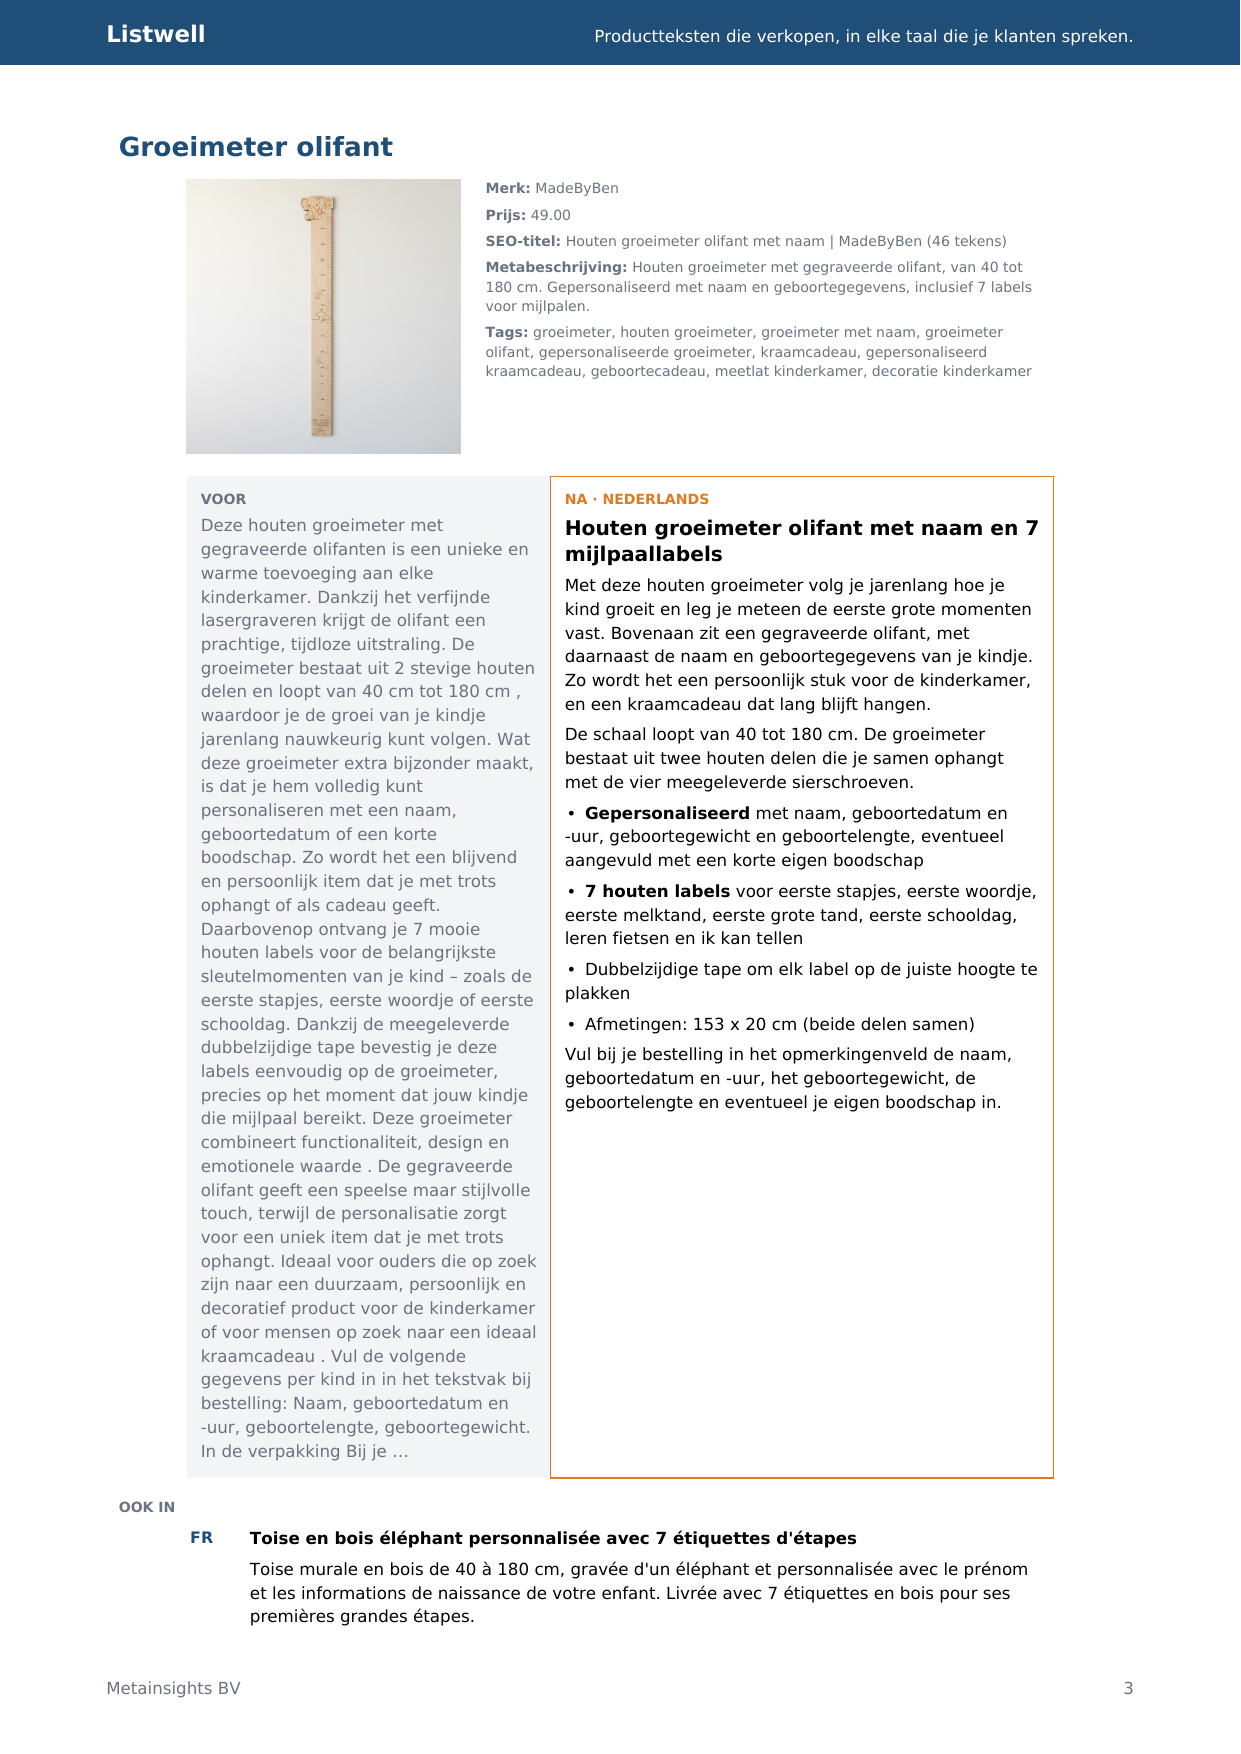 Listwell
Productteksten die verkopen, in elke taal die je klanten spreken.
Groeimeter olifant
Merk: MadeByBen
Prijs: 49.00
SEO-titel: Houten groeimeter olifant met naam | MadeByBen (46 tekens)
Metabeschrijving: Houten groeimeter met gegraveerde olifant, van 40 tot
180 cm. Gepersonaliseerd met naam en geboortegegevens, inclusief 7 labels
voor mijlpalen.
Tags: groeimeter, houten groeimeter, groeimeter met naam, groeimeter
olifant, gepersonaliseerde groeimeter, kraamcadeau, gepersonaliseerd
kraamcadeau, geboortecadeau, meetlat kinderkamer, decoratie kinderkamer
VOOR
Deze houten groeimeter met
gegraveerde olifanten is een unieke en
warme toevoeging aan elke
kinderkamer. Dankzij het verfijnde
lasergraveren krijgt de olifant een
prachtige, tijdloze uitstraling. De
groeimeter bestaat uit 2 stevige houten
delen en loopt van 40 cm tot 180 cm ,
waardoor je de groei van je kindje
jarenlang nauwkeurig kunt volgen. Wat
deze groeimeter extra bijzonder maakt,
is dat je hem volledig kunt
personaliseren met een naam,
geboortedatum of een korte
boodschap. Zo wordt het een blijvend
en persoonlijk item dat je met trots
ophangt of als cadeau geeft.
Daarbovenop ontvang je 7 mooie
houten labels voor de belangrijkste
sleutelmomenten van je kind – zoals de
eerste stapjes, eerste woordje of eerste
schooldag. Dankzij de meegeleverde
dubbelzijdige tape bevestig je deze
labels eenvoudig op de groeimeter,
precies op het moment dat jouw kindje
die mijlpaal bereikt. Deze groeimeter
combineert functionaliteit, design en
emotionele waarde . De gegraveerde
olifant geeft een speelse maar stijlvolle
touch, terwijl de personalisatie zorgt
voor een uniek item dat je met trots
ophangt. Ideaal voor ouders die op zoek
zijn naar een duurzaam, persoonlijk en
decoratief product voor de kinderkamer
of voor mensen op zoek naar een ideaal
kraamcadeau . Vul de volgende
gegevens per kind in in het tekstvak bij
bestelling: Naam, geboortedatum en
-uur, geboortelengte, geboortegewicht.
In de verpakking Bij je …
NA · NEDERLANDS
Houten groeimeter olifant met naam en 7
mijlpaallabels
Met deze houten groeimeter volg je jarenlang hoe je
kind groeit en leg je meteen de eerste grote momenten
vast. Bovenaan zit een gegraveerde olifant, met
daarnaast de naam en geboortegegevens van je kindje.
Zo wordt het een persoonlijk stuk voor de kinderkamer,
en een kraamcadeau dat lang blijft hangen.
De schaal loopt van 40 tot 180 cm. De groeimeter
bestaat uit twee houten delen die je samen ophangt
met de vier meegeleverde sierschroeven.
• Gepersonaliseerd met naam, geboortedatum en
-uur, geboortegewicht en geboortelengte, eventueel
aangevuld met een korte eigen boodschap
• 7 houten labels voor eerste stapjes, eerste woordje,
eerste melktand, eerste grote tand, eerste schooldag,
leren fietsen en ik kan tellen
• Dubbelzijdige tape om elk label op de juiste hoogte te
plakken
• Afmetingen: 153 x 20 cm (beide delen samen)
Vul bij je bestelling in het opmerkingenveld de naam,
geboortedatum en -uur, het geboortegewicht, de
geboortelengte en eventueel je eigen boodschap in.
OOK IN
FR
Toise en bois éléphant personnalisée avec 7 étiquettes d'étapes
Toise murale en bois de 40 à 180 cm, gravée d'un éléphant et personnalisée avec le prénom
et les informations de naissance de votre enfant. Livrée avec 7 étiquettes en bois pour ses
premières grandes étapes.
Metainsights BV
3